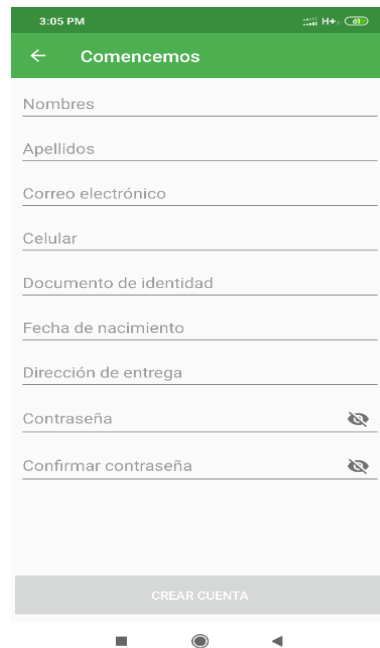 3:05 PM H+ 61
Comencemos
Nombres
Apellidos
Correo electrónico
Celular
Documento de identidad
Fecha de nacimiento
Dirección de entrega
Contraseña
Confirmar contraseña
CREAR CUENTA